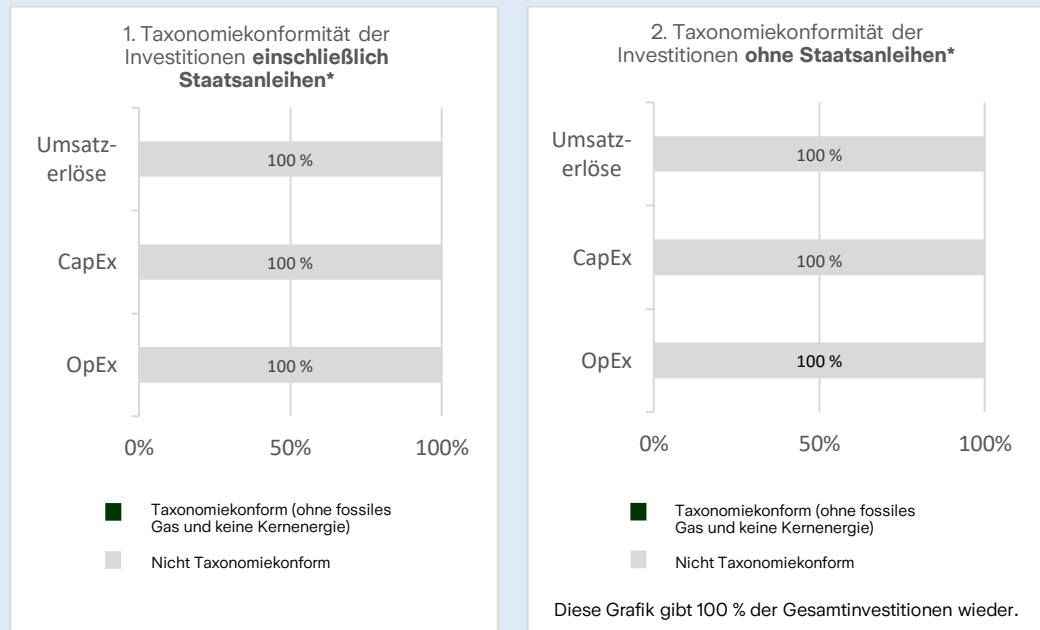 1. Taxonomiekonformität der
Investitionen einschließlich
Staatsanleihen*
Umsatz-
erlöse
100 %
CapEx
100 %
OpEx
100 %
0%
50%
100%
Taxonomiekonform (ohne fossiles
Gas und keine Kernenergie)
Nicht Taxonomiekonform
2. Taxonomiekonformität der
Investitionen ohne Staatsanleihen*
Umsatz-
erlöse
100 %
CapEx
100 %
OpEx
100 %
0%
50%
100%
Taxonomiekonform (ohne fossiles
Gas und keine Kernenergie)
Nicht Taxonomiekonform
Diese Grafik gibt 100 % der Gesamtinvestitionen wieder.